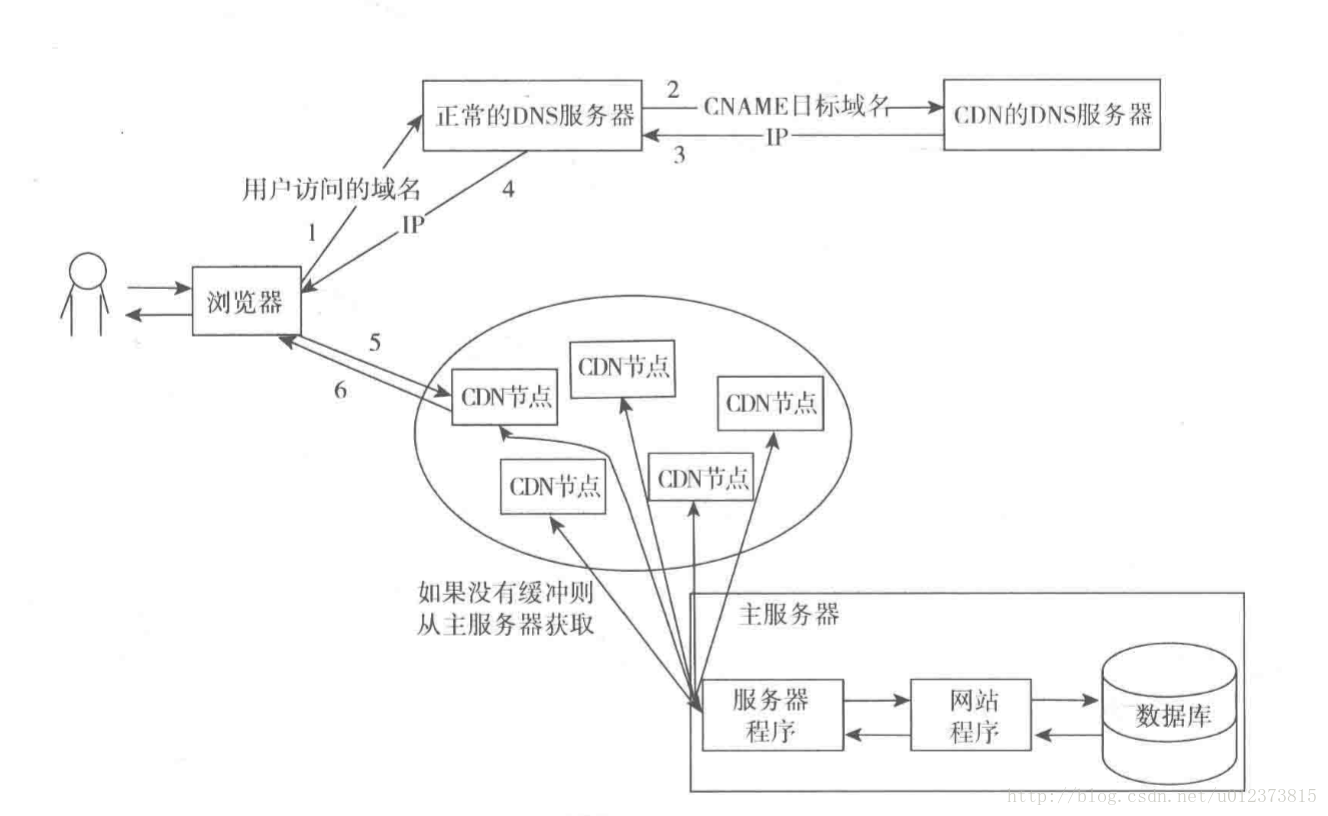 正常的DNS服务器
2
CNAME目标域名
CDN的DNS服务器
3
IP
用户访问的域名
4
1
IP
浏览器
5
6
CDN节点
CDN节点
CDN节点
CDN节点
CDN节点
如果没有缓冲则
从主服务器获取
主服务器
服务器
程序
网站
程序
数据库
http://blog.csdn.net/u012373815